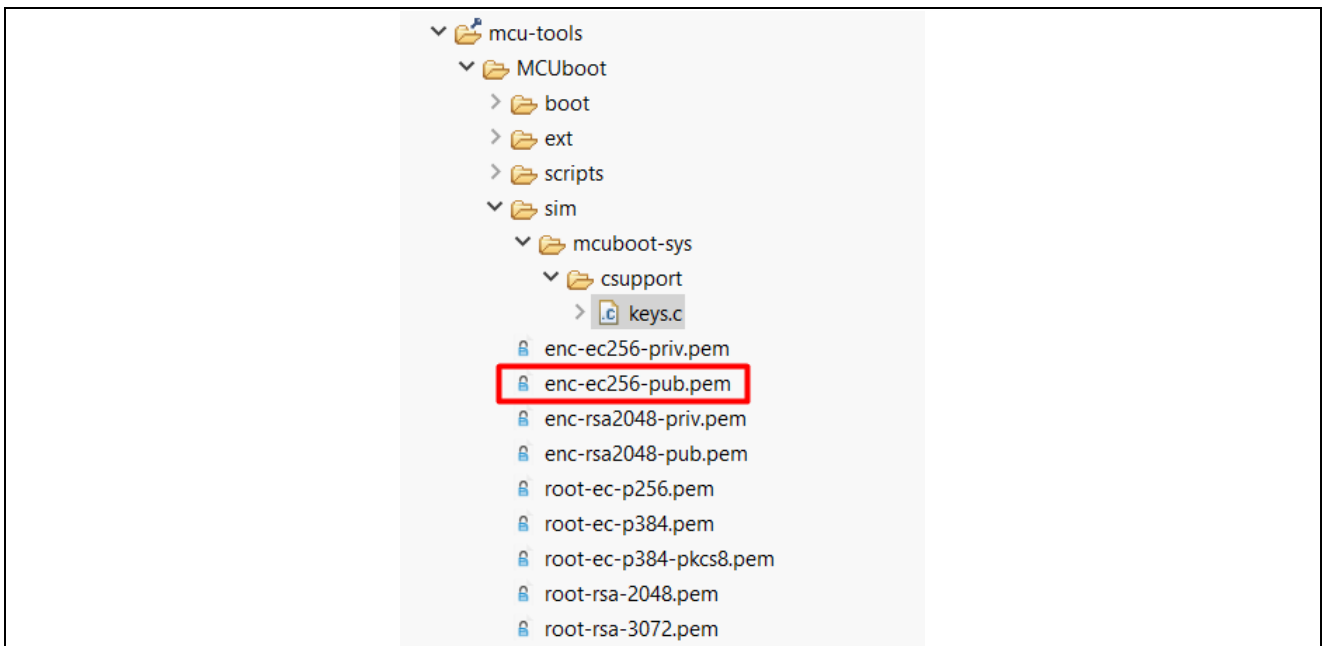 mcu-tools
MCUboot
boot
ext
scripts
sim
mcuboot-sys
csupport
.c keys.c
enc-ec256-priv.pem
enc-ec256-pub.pem
enc-rsa2048-priv.pem
enc-rsa2048-pub.pem
root-ec-p256.pem
root-ec-p384.pem
root-ec-p384-pkcs8.pem
root-rsa-2048.pem
root-rsa-3072.pem